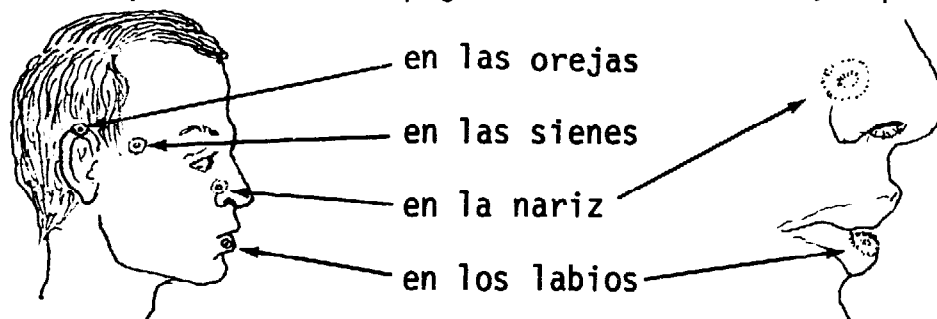 en las orejas
en las sienes
en la nariz
en los labios